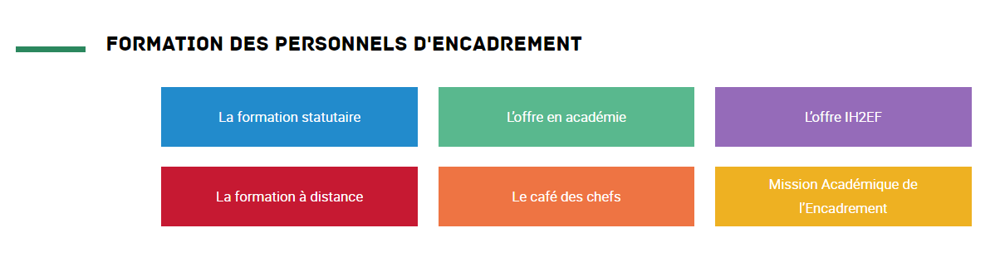 FORMATION DES PERSONNELS D'ENCADREMENT
La formation statutaire
L'offre en académie
L'offre IH2EF
La formation à distance
Le café des chefs
Mission Académique de
l'Encadrement